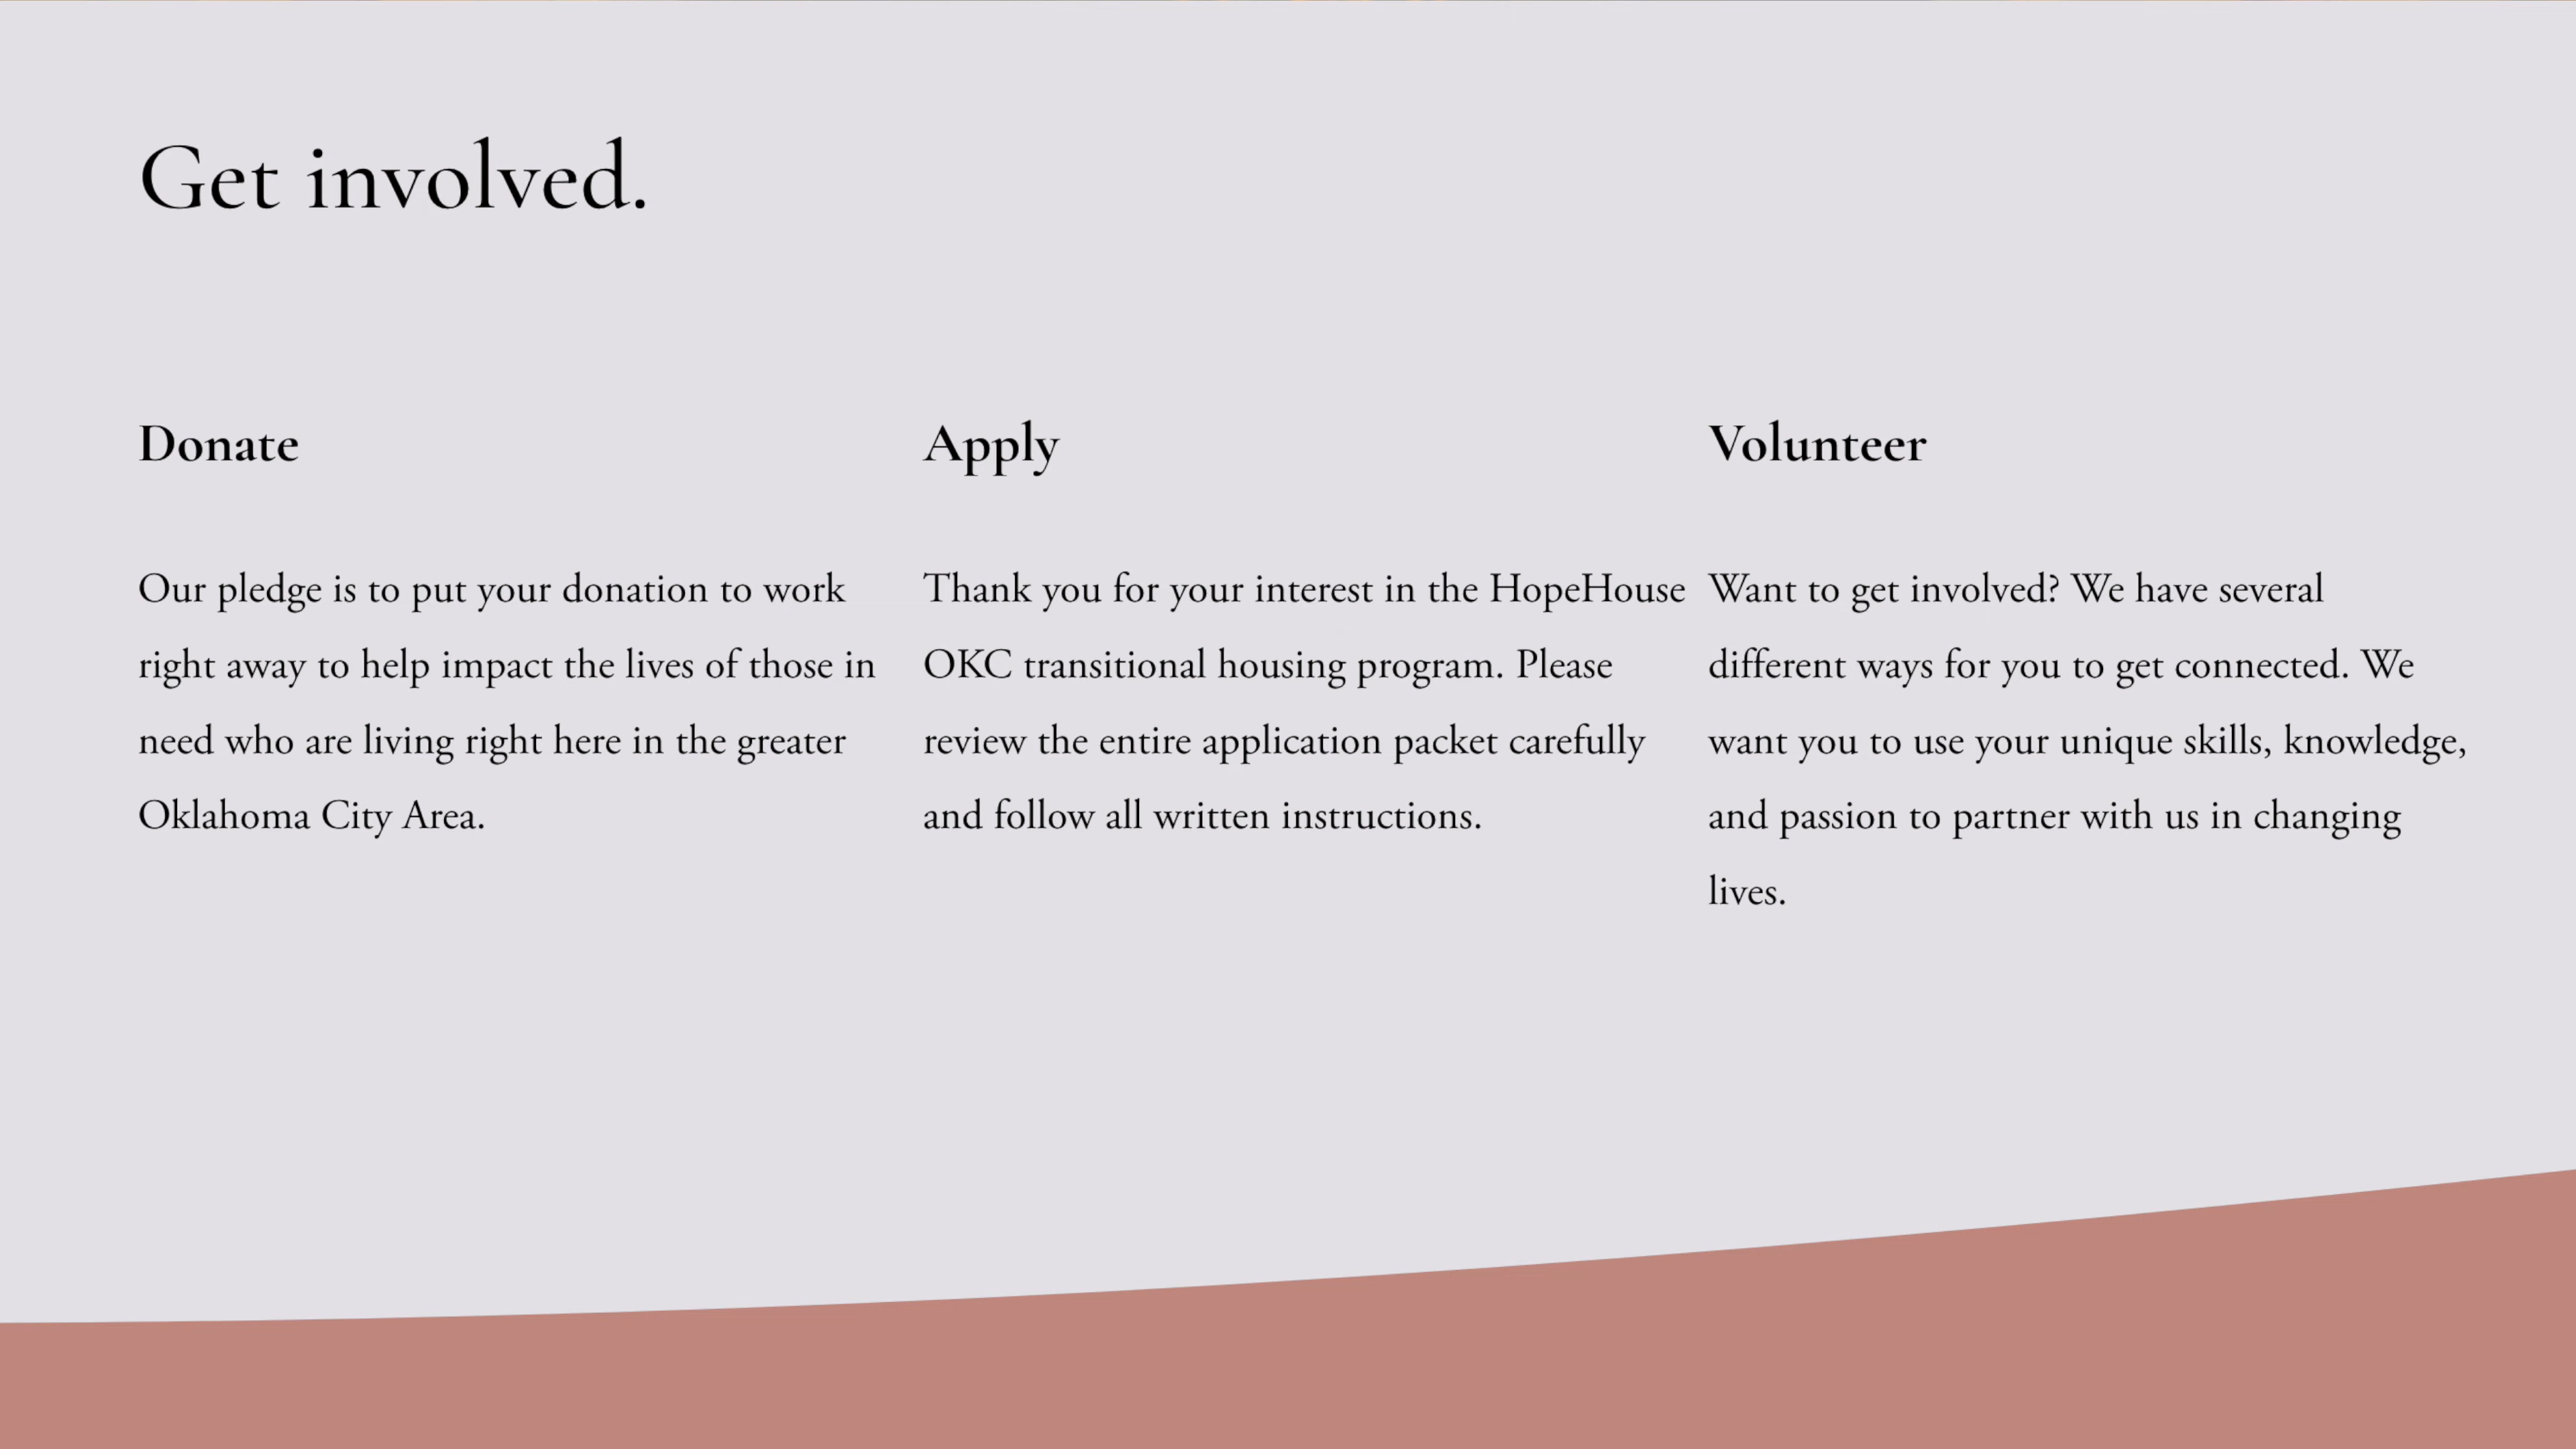 Get involved.
Donate
Our pledge is to put your donation to work
right away to help impact the lives of those in
need who are living right here in the greater
Oklahoma City Area.
Apply
Thank you for your interest in the HopeHouse
OKC transitional housing program. Please
review the entire application packet carefully
and follow all written instructions.
Volunteer
Want to get involved? We have several
different ways for you to get connected. We
want you to use your unique skills, knowledge,
and passion to partner with us in changing
lives.